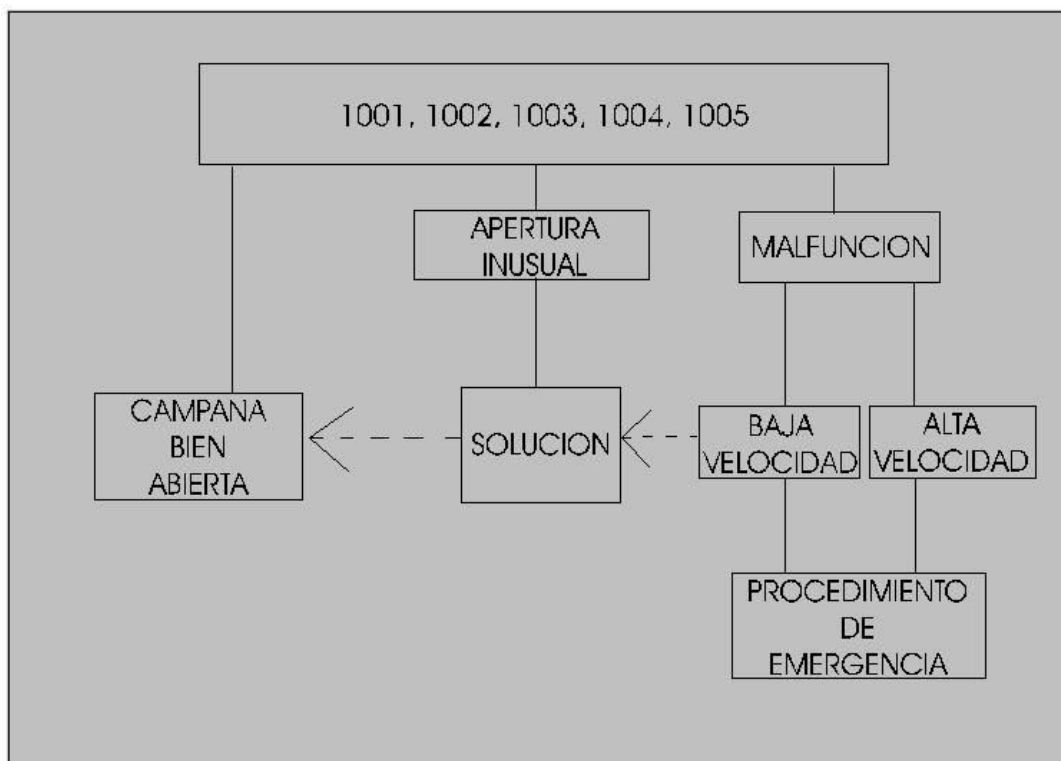 1001, 1002, 1003, 1004, 1005
APERTURA
INUSUAL
MALFUNCION
CAMPANA
BIEN
ABIERTA
SOLUCION
BAJA
VELOCIDAD
ALTA
VELOCIDAD
PROCEDIMIENTO
DE
EMERGENCIA